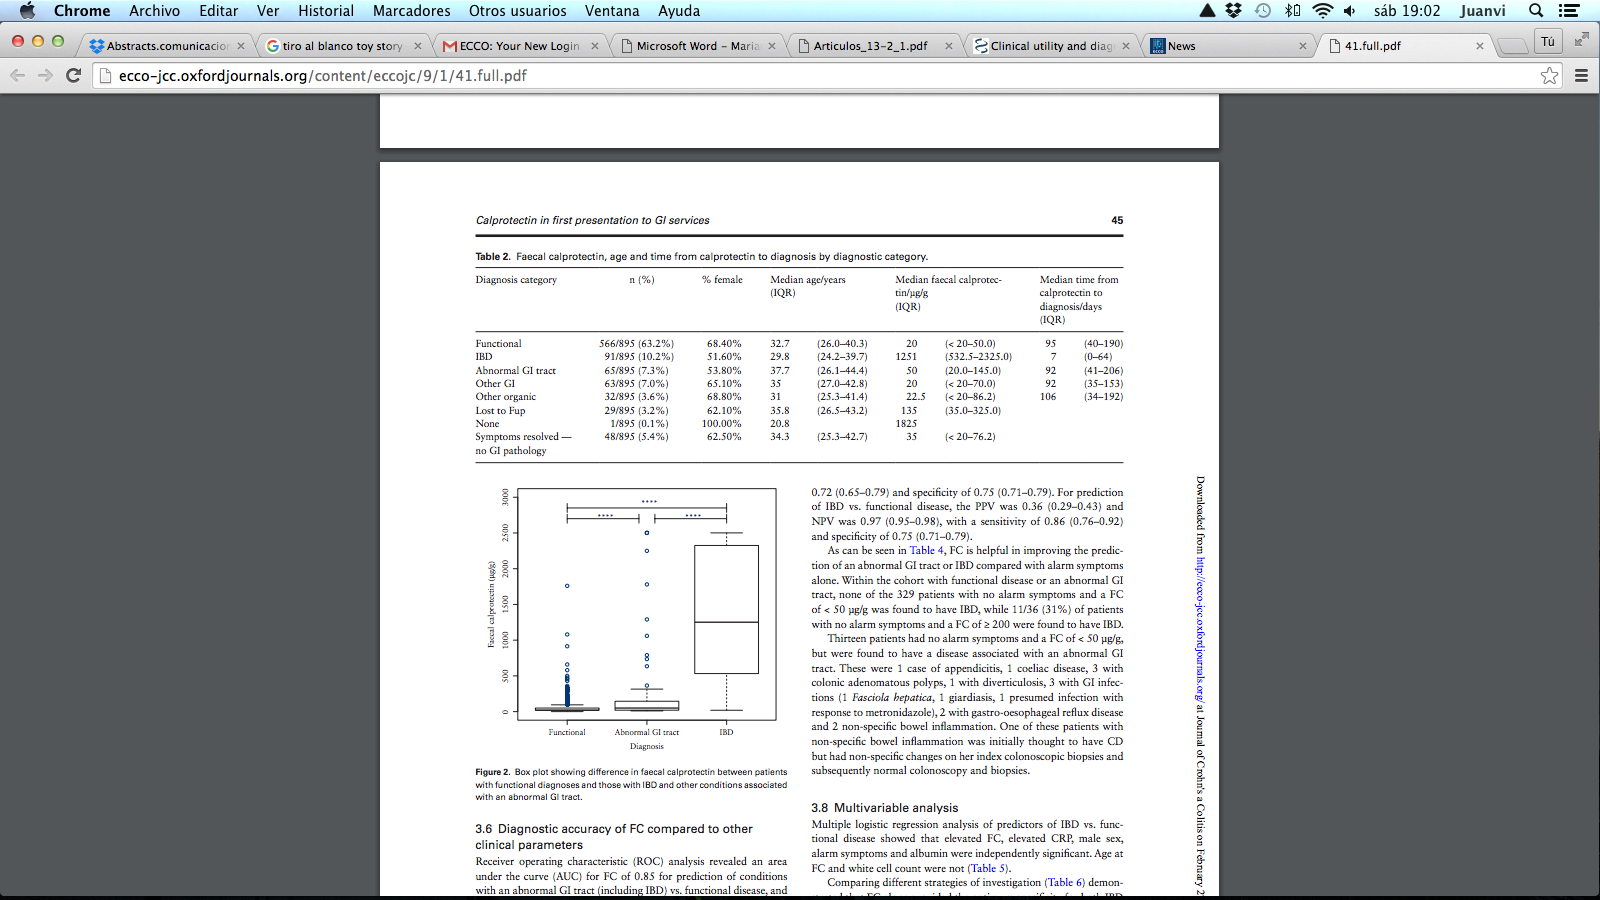 Chrome Archivo Editar Ver Historial Marcadores Otros usuarios Ventana Ayuda sáb 19:02 Juanvi
Abstracts.comunicacion × tiro al blanco toy story × ECCO: Your New Login × Microsoft Word - Maria × Articulos_13-2_1.pdf × Clinical utility and diag × News × 41.full.pdf × Tú
ecco-jcc.oxfordjournals.org/content/eccojc/9/1/41.full.pdf
Calprotectin in first presentation to GI services 45
Table 2. Faecal calprotectin, age and time from calprotectin to diagnosis by diagnostic category.
Diagnosis category n (%) % female Median age/years Median faecal calprotec- Median time from
(IQR) tin/µg/g calprotectin to
(IQR) diagnosis/days
(IQR)
Functional 566/895 (63.2%) 68.40% 32.7 (26.0–40.3) 20 (< 20–50.0) 95 (40–190)
IBD 91/895 (10.2%) 51.60% 29.8 (24.2–39.7) 1251 (532.5–2325.0) 7 (0–64)
Abnormal GI tract 65/895 (7.3%) 53.80% 37.7 (26.1–44.4) 50 (20.0–145.0) 92 (41–206)
Other GI 63/895 (7.0%) 65.10% 35 (27.0–42.8) 20 (< 20–70.0) 92 (35–153)
Other organic 32/895 (3.6%) 68.80% 31 (25.3–41.4) 22.5 (< 20–86.2) 106 (34–192)
Lost to Fup 29/895 (3.2%) 62.10% 35.8 (26.5–43.2) 135 (35.0–325.0)
None 1/895 (0.1%) 100.00% 20.8 1825
Symptoms resolved — 48/895 (5.4%) 62.50% 34.3 (25.3–42.7) 35 (< 20–76.2)
no GI pathology
Faecal calprotectin (µg/g)
3000
2500
2000
1500
1000
500
0
****
**** ****
Functional Abnormal GI tract IBD
Diagnosis
Figure 2. Box plot showing difference in faecal calprotectin between patients
with functional diagnoses and those with IBD and other conditions associated
with an abnormal GI tract.
3.6 Diagnostic accuracy of FC compared to other
clinical parameters
Receiver operating characteristic (ROC) analysis revealed an area
under the curve (AUC) for FC of 0.85 for prediction of conditions
with an abnormal GI tract (including IBD) vs. functional disease, and
0.72 (0.65–0.79) and specificity of 0.75 (0.71–0.79). For prediction
of IBD vs. functional disease, the PPV was 0.36 (0.29–0.43) and
NPV was 0.97 (0.95–0.98), with a sensitivity of 0.86 (0.76–0.92)
and specificity of 0.75 (0.71–0.79).
As can be seen in Table 4, FC is helpful in improving the predic-
tion of an abnormal GI tract or IBD compared with alarm symptoms
alone. Within the cohort with functional disease or an abnormal GI
tract, none of the 329 patients with no alarm symptoms and a FC
of < 50 µg/g was found to have IBD, while 11/36 (31%) of patients
with no alarm symptoms and a FC of ≥ 200 were found to have IBD.
Thirteen patients had no alarm symptoms and a FC of < 50 µg/g,
but were found to have a disease associated with an abnormal GI
tract. These were 1 case of appendicitis, 1 coeliac disease, 3 with
colonic adenomatous polyps, 1 with diverticulosis, 3 with GI infec-
tions (1 Fasciola hepatica, 1 giardiasis, 1 presumed infection with
response to metronidazole), 2 with gastro-oesophageal reflux disease
and 2 non-specific bowel inflammation. One of these patients with
non-specific bowel inflammation was initially thought to have CD
but had non-specific changes on her index colonoscopic biopsies and
subsequently normal colonoscopy and biopsies.
3.8 Multivariable analysis
Multiple logistic regression analysis of predictors of IBD vs. func-
tional disease showed that elevated FC, elevated CRP, male sex,
alarm symptoms and albumin were independently significant. Age at
FC and white cell count were not (Table 5).
Comparing different strategies of investigation (Table 6) demon-
Downloaded from http://ecco-jcc.oxfordjournals.org/ at Journal of Crohn's a Colitis on February 2